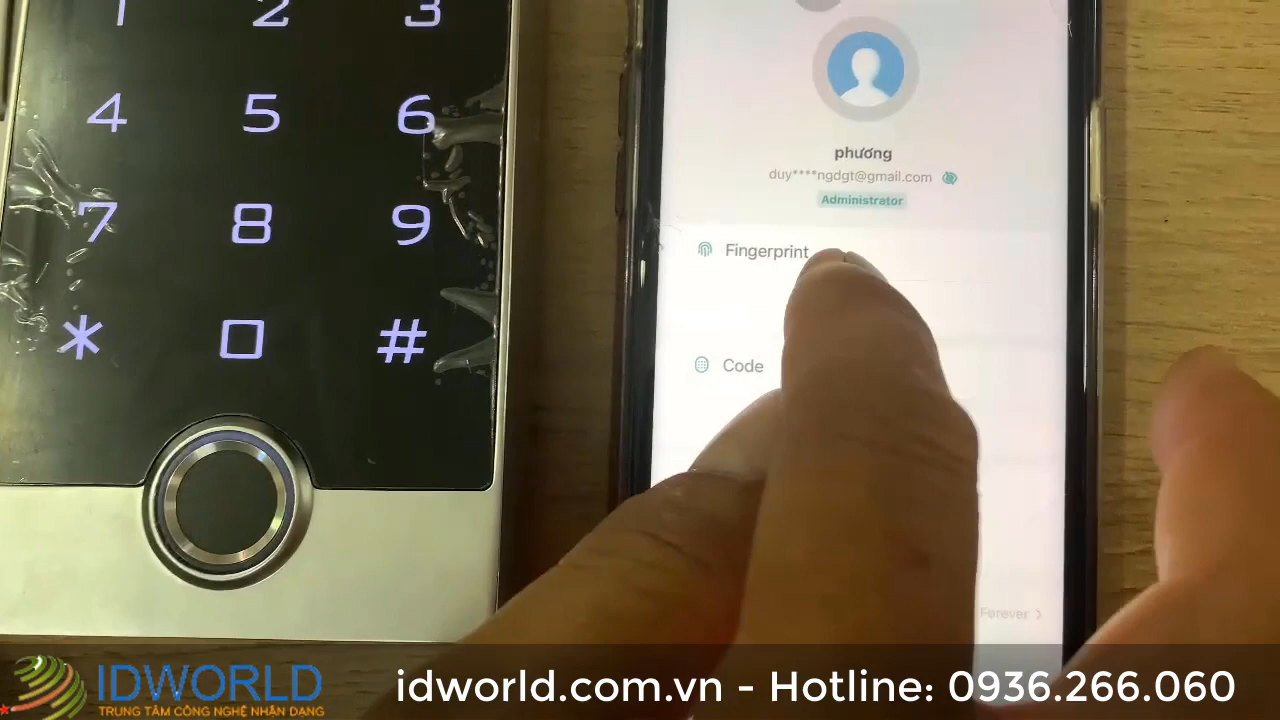 1 2 3
4 5 6
7 8 9
* 0 #
phương
duy****ngdgt@gmail.com
Administrator
Fingerprint
Code
Forever
IDWORLD
TRUNG TÂM CÔNG NGHỆ NHẬN DẠNG
idworld.com.vn - Hotline: 0936.266.060